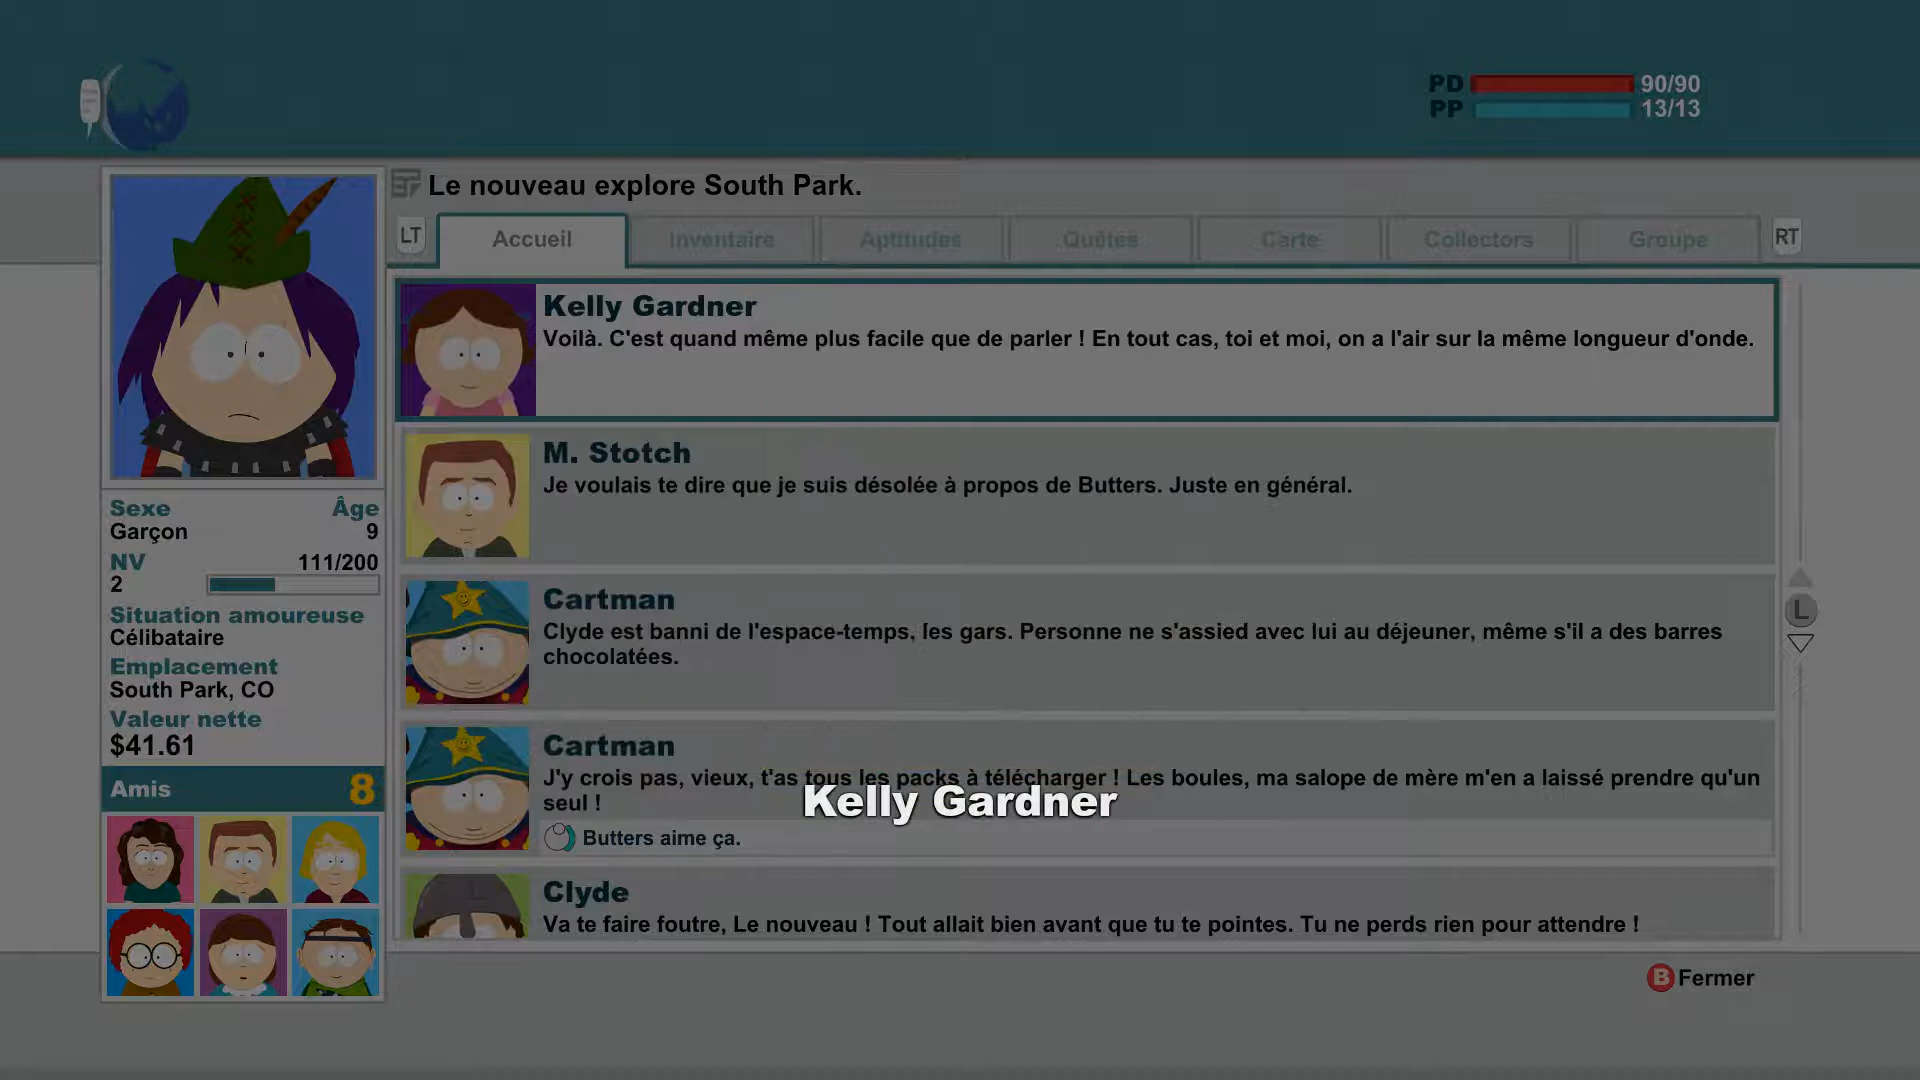 PD 90/90
PP 13/13
Le nouveau explore South Park.
LT Accueil Inventaire Aptitudes Quêtes Carte Collectors Groupe RT
Kelly Gardner
Voilà. C'est quand même plus facile que de parler ! En tout cas, toi et moi, on a l'air sur la même longueur d'onde.
M. Stotch
Je voulais te dire que je suis désolée à propos de Butters. Juste en général.
Cartman
Clyde est banni de l'espace-temps, les gars. Personne ne s'assied avec lui au déjeuner, même s'il a des barres
chocolatées.
Cartman
J'y crois pas, vieux, t'as tous les packs à télécharger ! Les boules, ma salope de mère m'en a laissé prendre qu'un
seul !
Butters aime ça.
Clyde
Va te faire foutre, Le nouveau ! Tout allait bien avant que tu te pointes. Tu ne perds rien pour attendre !
Sexe Âge
Garçon 9
NV 111/200
2
Situation amoureuse
Célibataire
Emplacement
South Park, CO
Valeur nette
$41.61
Amis 8
Kelly Gardner
L
B Fermer